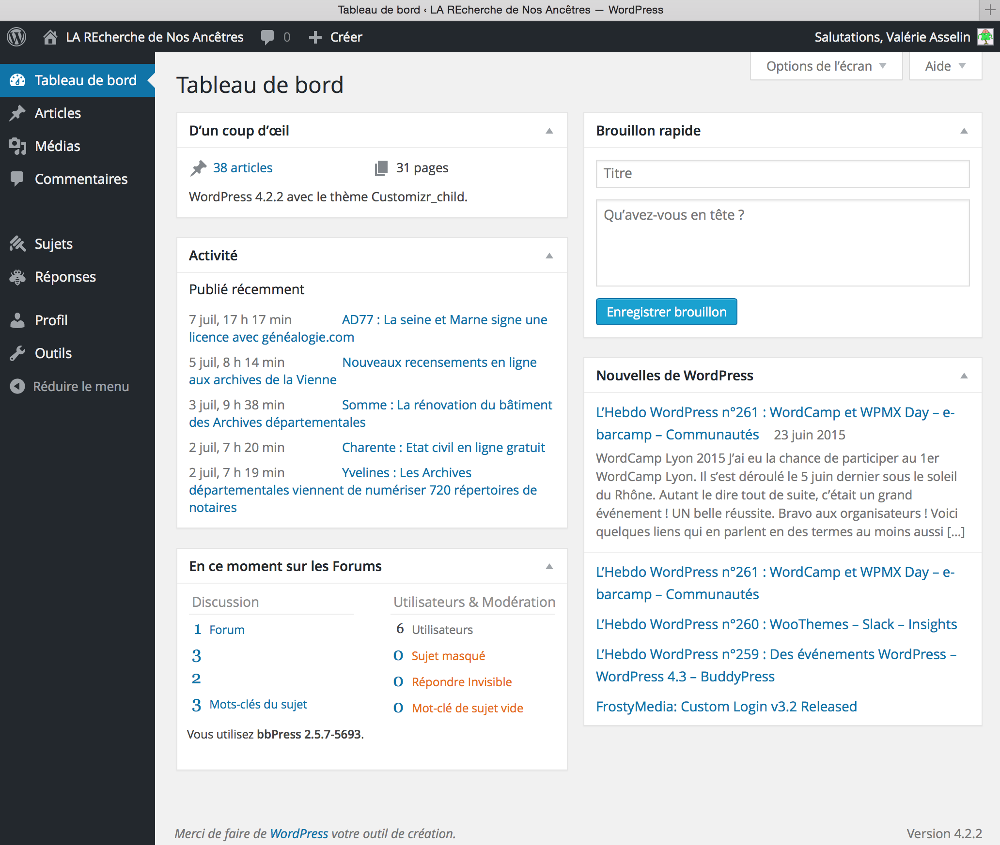 Tableau de bord ‹ LA REcherche de Nos Ancêtres — WordPress
LA REcherche de Nos Ancêtres
0
Créer
Salutations, Valérie Asselin
Tableau de bord
Articles
Médias
Commentaires
Sujets
Réponses
Profil
Outils
Réduire le menu
Options de l’écran
Aide
Tableau de bord
D’un coup d’œil
38 articles
31 pages
WordPress 4.2.2 avec le thème Customizr_child.
Activité
Publié récemment
7 juil, 17 h 17 min AD77 : La seine et Marne signe une
licence avec généalogie.com
5 juil, 8 h 14 min Nouveaux recensements en ligne
aux archives de la Vienne
3 juil, 9 h 38 min Somme : La rénovation du bâtiment
des Archives départementales
2 juil, 7 h 20 min Charente : Etat civil en ligne gratuit
2 juil, 7 h 19 min Yvelines : Les Archives
départementales viennent de numériser 720 répertoires de
notaires
En ce moment sur les Forums
Discussion
1 Forum
3
2
3 Mots-clés du sujet
Utilisateurs & Modération
6 Utilisateurs
0 Sujet masqué
0 Répondre Invisible
0 Mot-clé de sujet vide
Vous utilisez bbPress 2.5.7-5693.
Brouillon rapide
Titre
Qu’avez-vous en tête ?
Enregistrer brouillon
Nouvelles de WordPress
L’Hebdo WordPress n°261 : WordCamp et WPMX Day – e-
barcamp – Communautés 23 juin 2015
WordCamp Lyon 2015 J’ai eu la chance de participer au 1er
WordCamp Lyon. Il s’est déroulé le 5 juin dernier sous le soleil
du Rhône. Autant le dire tout de suite, c’était un grand
événement ! UN belle réussite. Bravo aux organisateurs ! Voici
quelques liens qui en parlent en des termes au moins aussi […]
L’Hebdo WordPress n°261 : WordCamp et WPMX Day – e-
barcamp – Communautés
L’Hebdo WordPress n°260 : WooThemes – Slack – Insights
L’Hebdo WordPress n°259 : Des événements WordPress –
WordPress 4.3 – BuddyPress
FrostyMedia: Custom Login v3.2 Released
Merci de faire de WordPress votre outil de création.
Version 4.2.2